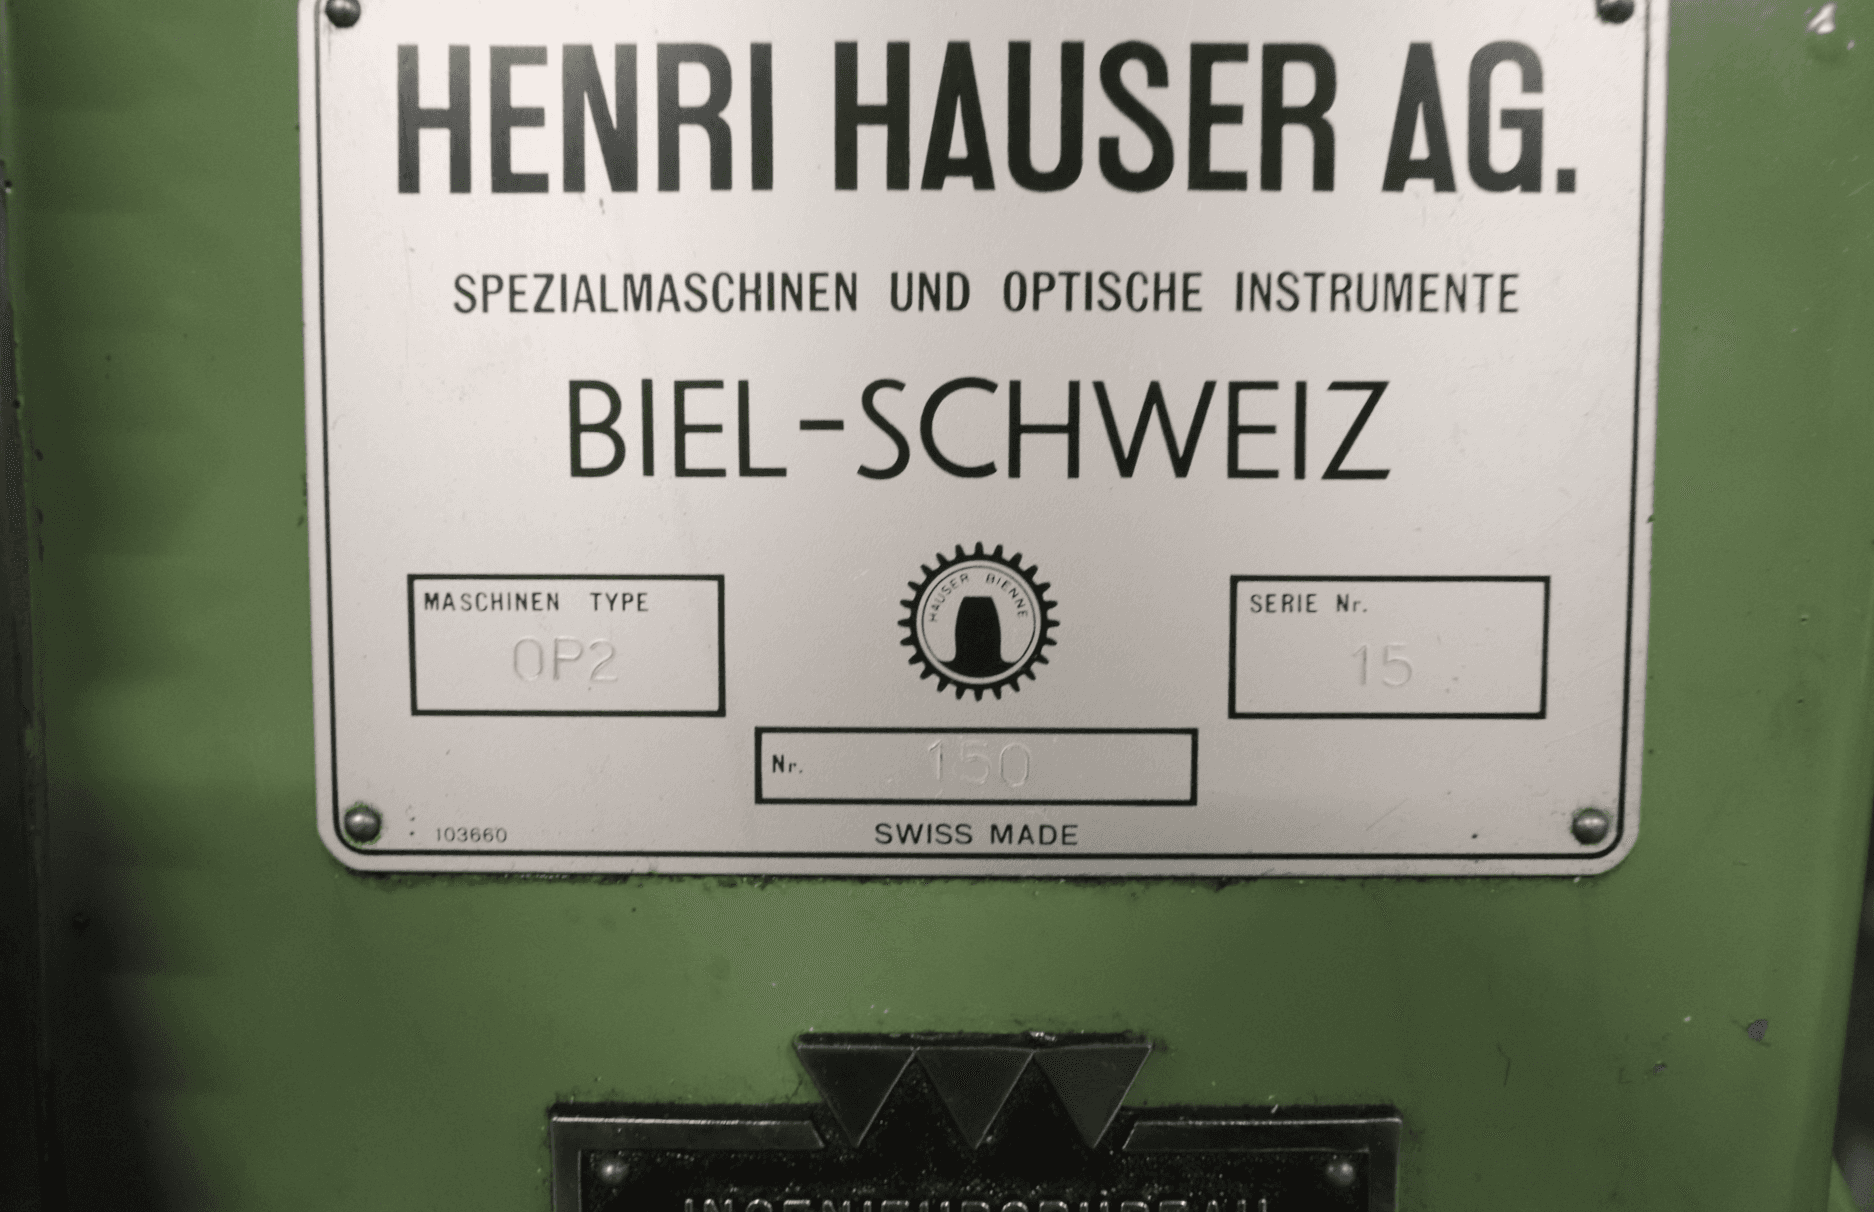 HENRI HAUSER AG.
SPEZIALMASCHINEN UND OPTISCHE INSTRUMENTE
BIEL-SCHWEIZ
MASCHINEN TYPE
OP2
HAUSER BIENNE
SERIE Nr.
15
Nr. 150
103660
SWISS MADE
INGENIEURBÜRO